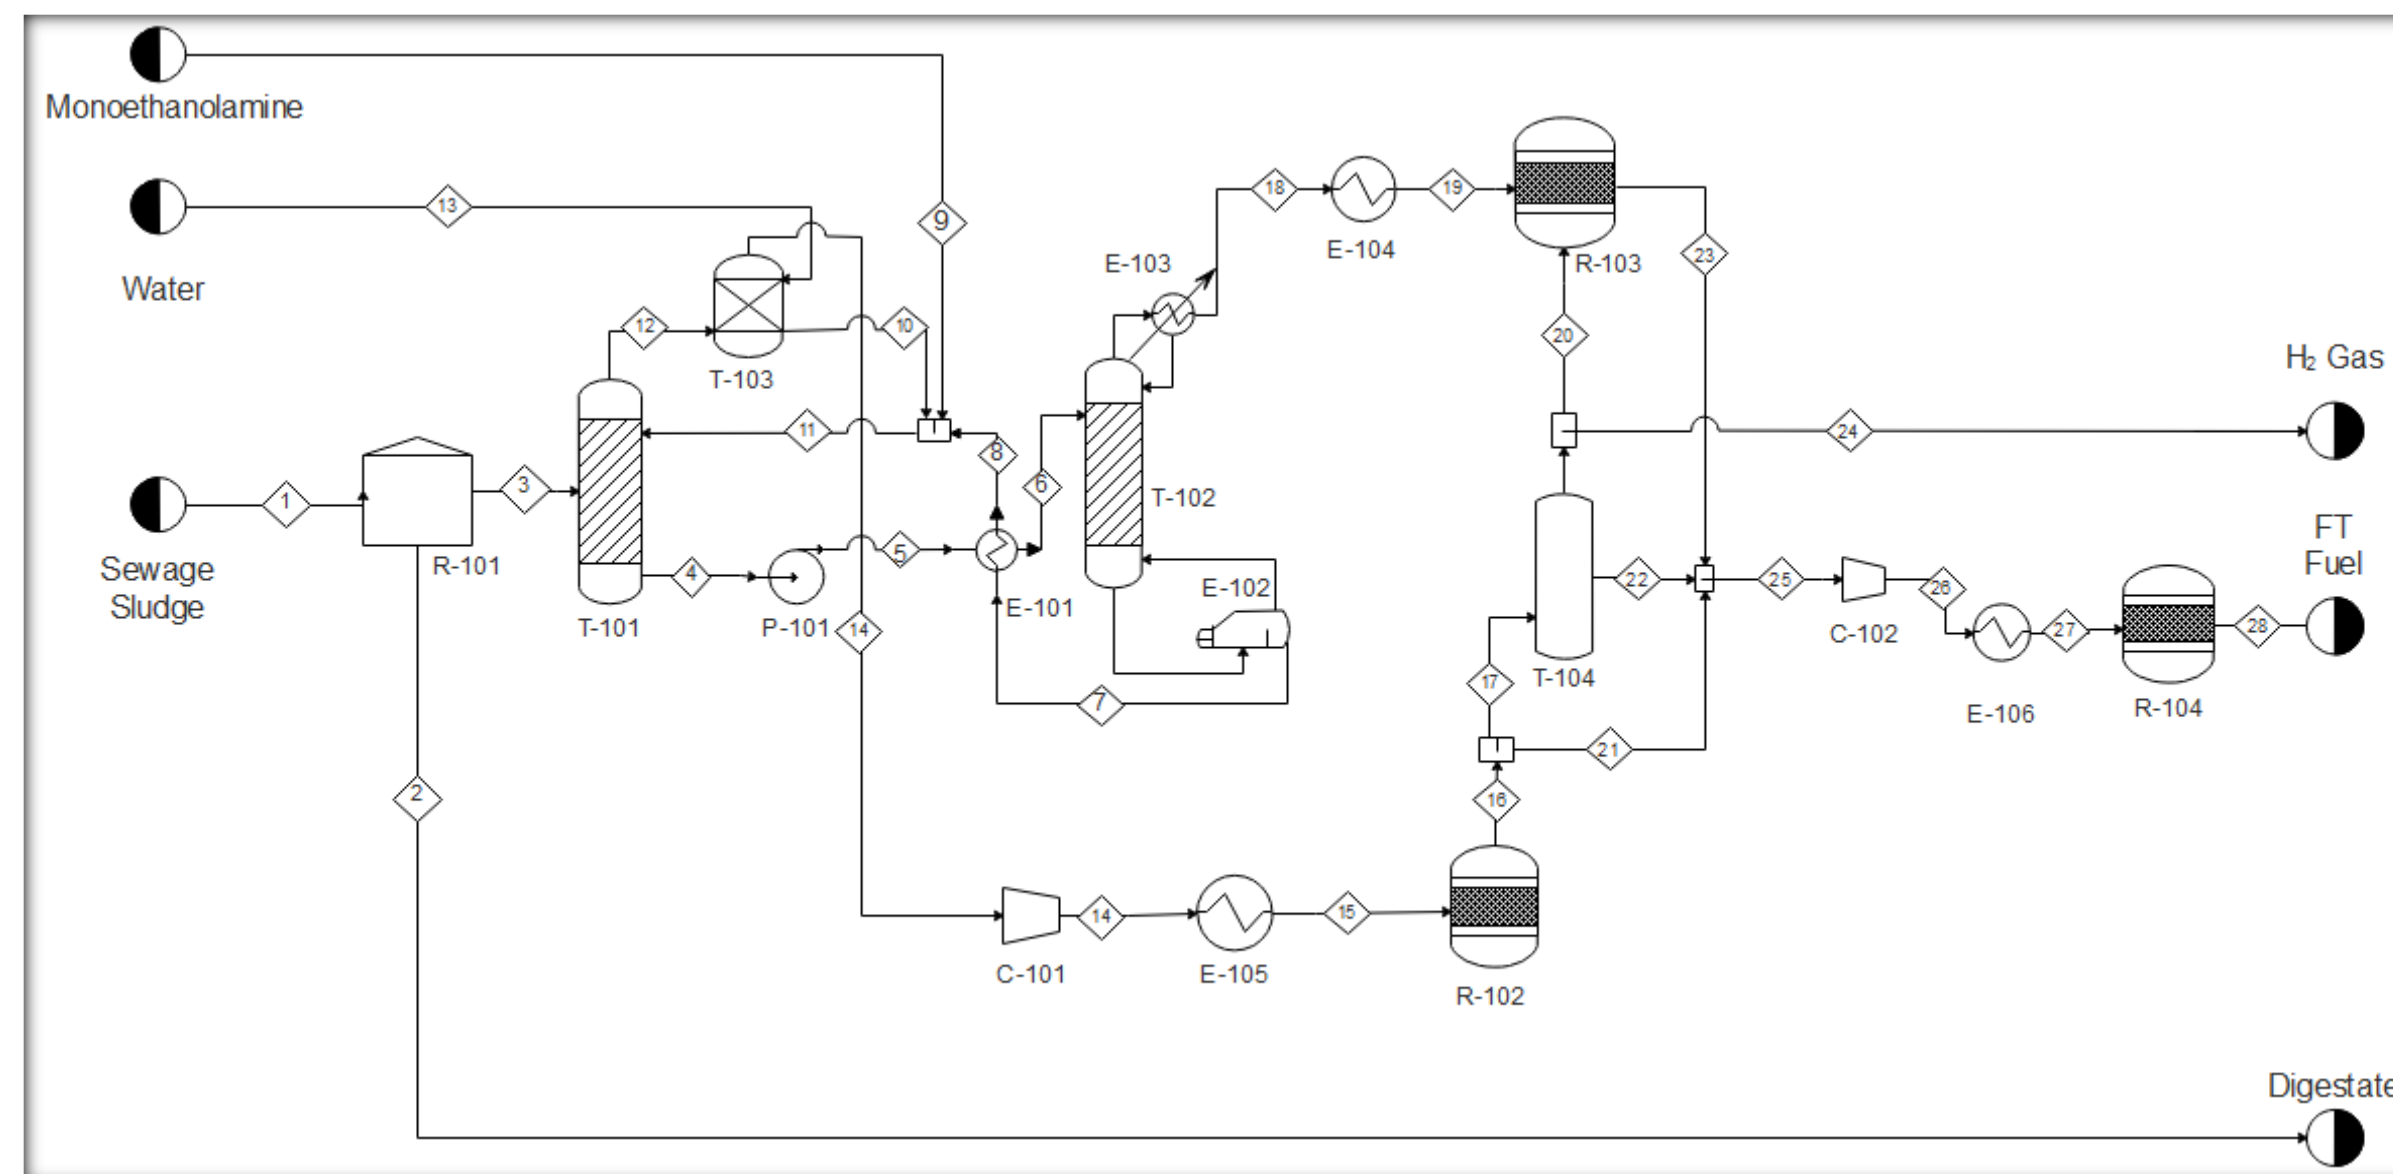 Monoethanolamine
13
Water
9
18
19
E-104
E-103
R-103
23
12
10
T-103
20
H₂ Gas
11
8
24
1
3
6
T-102
R-101
Sewage
Sludge
4
5
P-101
T-101
E-101
E-102
14
7
22
25
26
C-102
FT
Fuel
27
28
17
T-104
E-106
R-104
21
2
16
14
15
C-101
E-105
R-102
Digestate